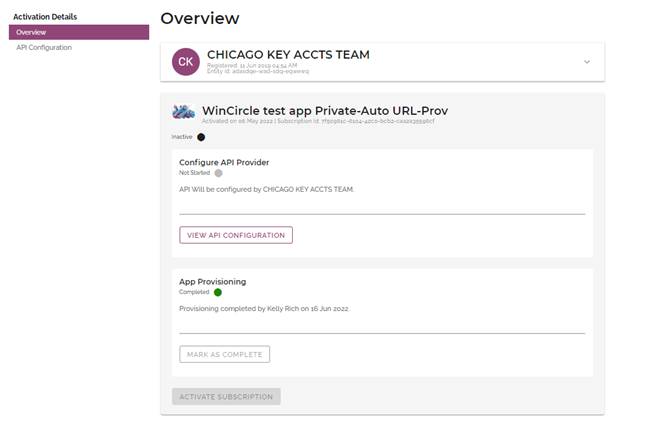 Activation Details
Overview
API Configuration
Overview
CK
CHICAGO KEY ACCTS TEAM
Registered: 11 Jun 2019 04:54 AM
Entity Id: adasdqe-wad-sdq-eqwewq
WinCircle test app Private-Auto URL-Prov
Activated on 06 May 2022 | Subscription Id:
Inactive
Configure API Provider
Not Started
API Will be configured by CHICAGO KEY ACCTS TEAM.
VIEW API CONFIGURATION
App Provisioning
Completed
Provisioning completed by Kelly Rich on 16 Jun 2022.
MARK AS COMPLETE
ACTIVATE SUBSCRIPTION